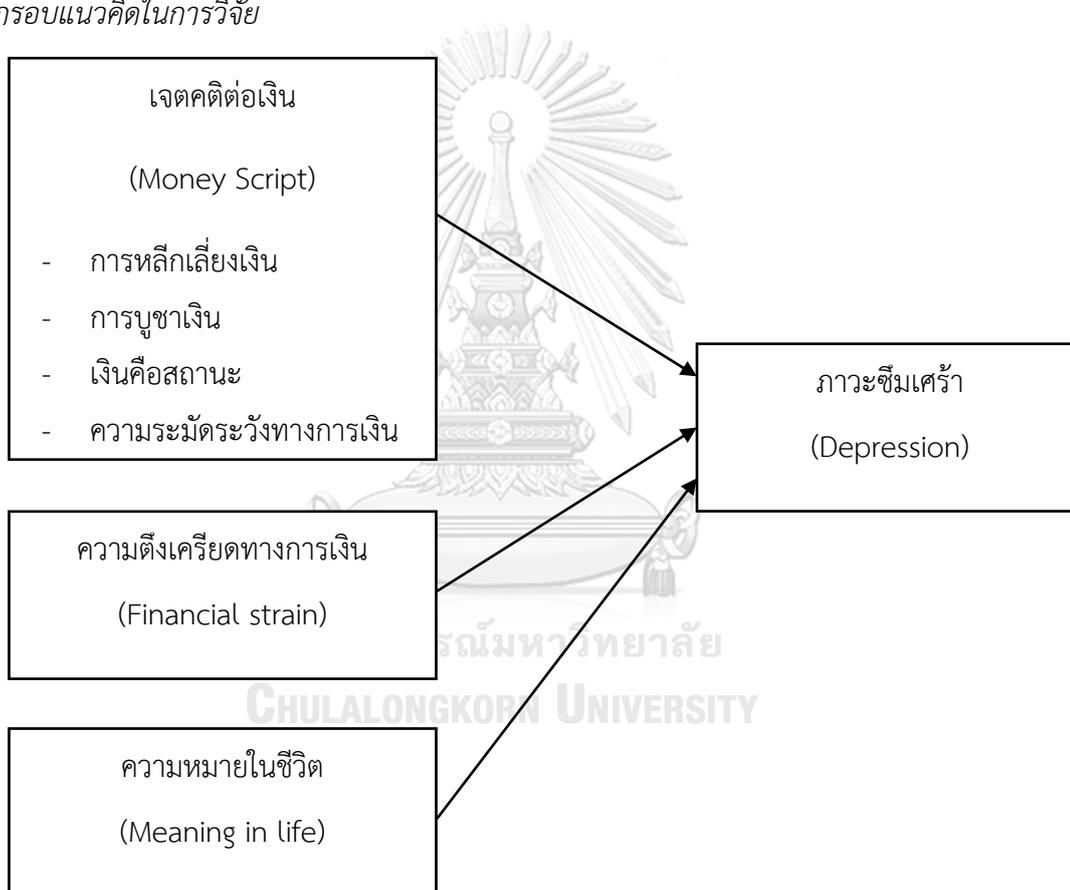 กรอบแนวคิดในการวิจัย
เจตคติต่อเงิน
(Money Script)
- การหลีกเลี่ยงเงิน
- การบูชาเงิน
- เงินคือสถานะ
- ความระมัดระวังทางการเงิน
ภาวะซึมเศร้า
(Depression)
ความตึงเครียดทางการเงิน
(Financial strain)
CHULALONGKORN UNIVERSITY
ความหมายในชีวิต
(Meaning in life)